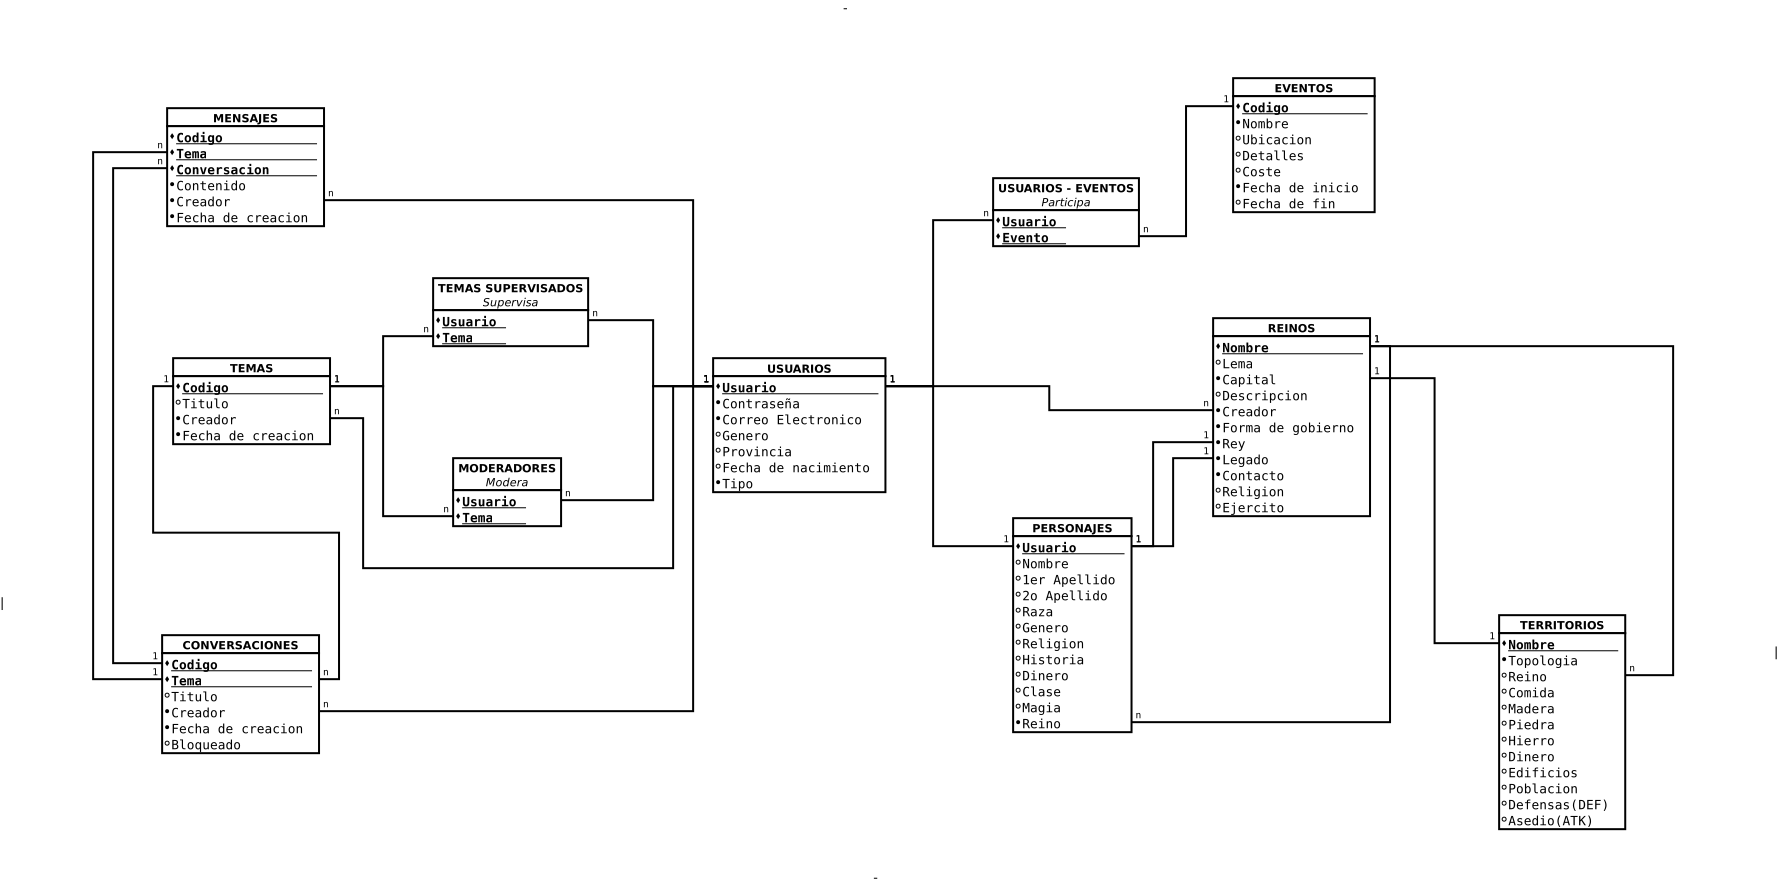 MENSAJES
Codigo
Tema
Conversacion
Contenido
Creador
Fecha de creacion
n
n
n
TEMAS SUPERVISADOS
Supervisa
Usuario
Tema
n
n
TEMAS
Codigo
Titulo
Creador
Fecha de creacion
1
1
n
MODERADORES
Modera
Usuario
Tema
n
n
CONVERSACIONES
Codigo
Tema
Titulo
Creador
Fecha de creacion
Bloqueado
1
1
n
n
USUARIOS
Usuario
Contraseña
Correo Electronico
Genero
Provincia
Fecha de nacimiento
Tipo
1
1
USUARIOS - EVENTOS
Participa
Usuario
Evento
n
n
EVENTOS
Codigo
Nombre
Ubicacion
Detalles
Coste
Fecha de inicio
Fecha de fin
1
REINOS
Nombre
Lema
Capital
Descripcion
Creador
Forma de gobierno
Rey
Legado
Contacto
Religion
Ejercito
1
1
n
1
1
PERSONAJES
Usuario
Nombre
1er Apellido
2o Apellido
Raza
Genero
Religion
Historia
Dinero
Clase
Magia
Reino
1
1
n
TERRITORIOS
Nombre
Topologia
Reino
Comida
Madera
Piedra
Hierro
Dinero
Edificios
Poblacion
Defensas(DEF)
Asedio(ATK)
1
n